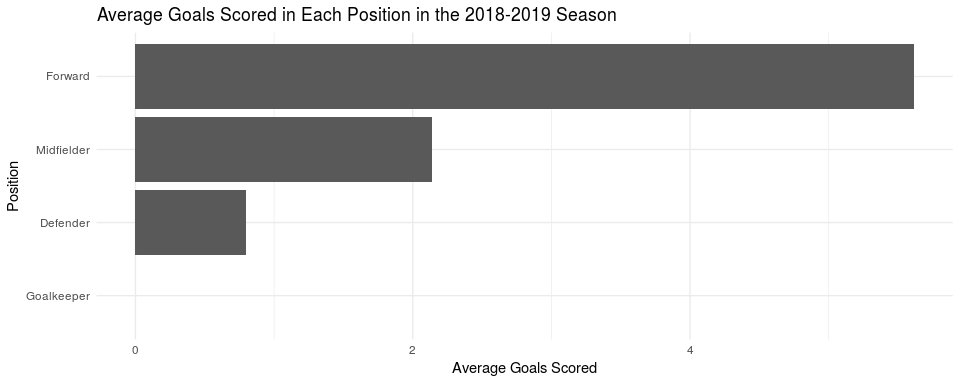 Average Goals Scored in Each Position in the 2018-2019 Season
Position
Forward
Midfielder
Defender
Goalkeeper
0 2 4
Average Goals Scored